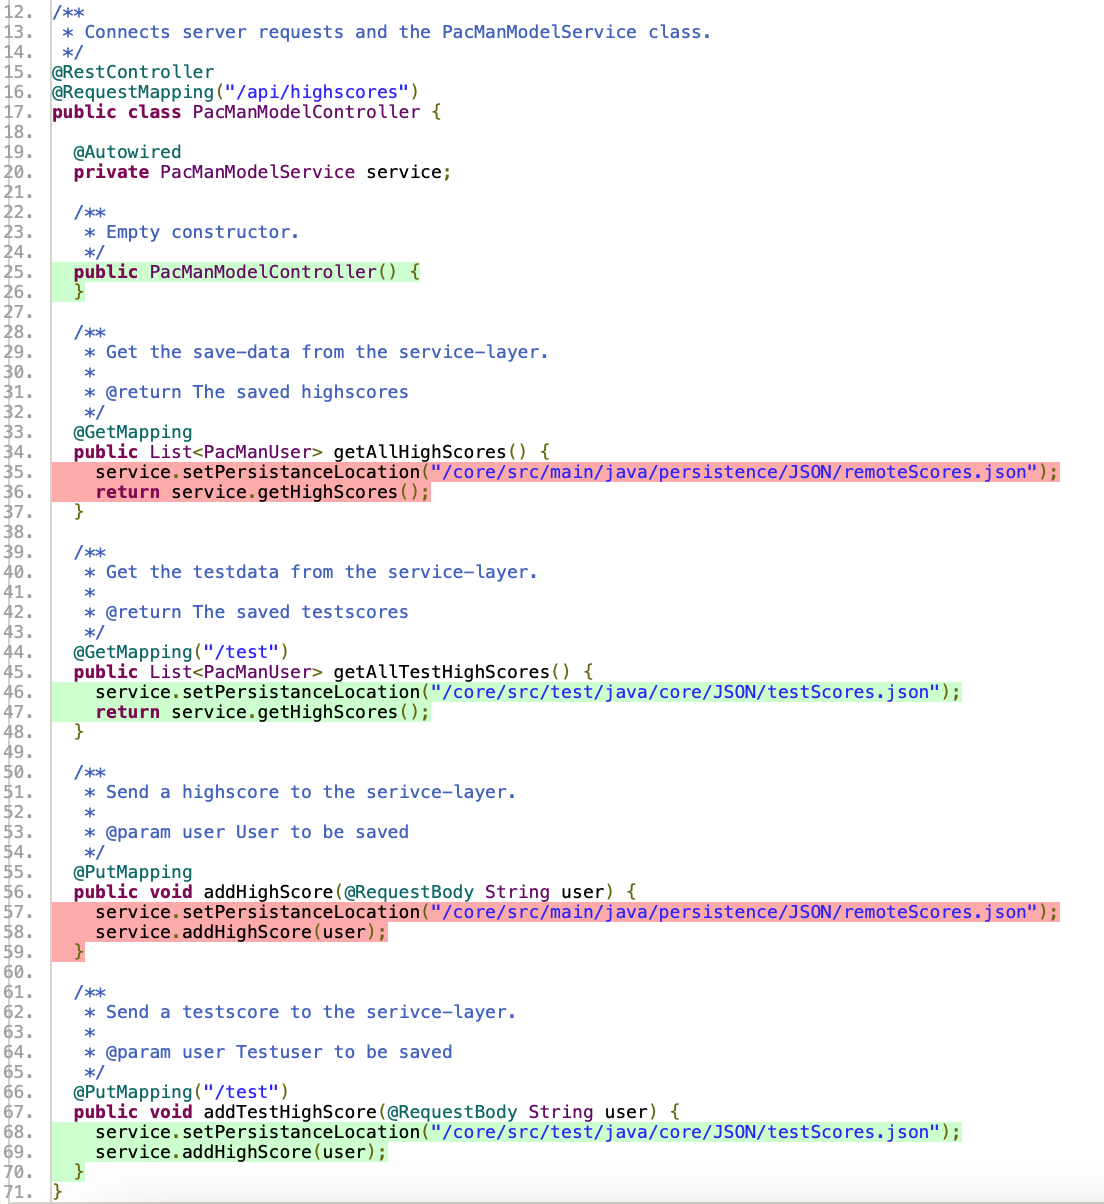 12. /**
13.  * Connects server requests and the PacManModelService class.
14.  */
15. @RestController
16. @RequestMapping("/api/highscores")
17. public class PacManModelController {
18.
19.   @Autowired
20.   private PacManModelService service;
21.
22.   /**
23.    * Empty constructor.
24.    */
25.   public PacManModelController() {
26.   }
27.
28.   /**
29.    * Get the save-data from the service-layer.
30.    *
31.    * @return The saved highscores
32.    */
33.   @GetMapping
34.   public List<PacManUser> getAllHighScores() {
35.     service.setPersistanceLocation("/core/src/main/java/persistence/JSON/remoteScores.json");
36.     return service.getHighScores();
37.   }
38.
39.   /**
40.    * Get the testdata from the service-layer.
41.    *
42.    * @return The saved testscores
43.    */
44.   @GetMapping("/test")
45.   public List<PacManUser> getAllTestHighScores() {
46.     service.setPersistanceLocation("/core/src/test/java/core/JSON/testScores.json");
47.     return service.getHighScores();
48.   }
49.
50.   /**
51.    * Send a highscore to the serivce-layer.
52.    *
53.    * @param user User to be saved
54.    */
55.   @PutMapping
56.   public void addHighScore(@RequestBody String user) {
57.     service.setPersistanceLocation("/core/src/main/java/persistence/JSON/remoteScores.json");
58.     service.addHighScore(user);
59.   }
60.
61.   /**
62.    * Send a testscore to the serivce-layer.
63.    *
64.    * @param user Testuser to be saved
65.    */
66.   @PutMapping("/test")
67.   public void addTestHighScore(@RequestBody String user) {
68.     service.setPersistanceLocation("/core/src/test/java/core/JSON/testScores.json");
69.     service.addHighScore(user);
70.   }
71. }